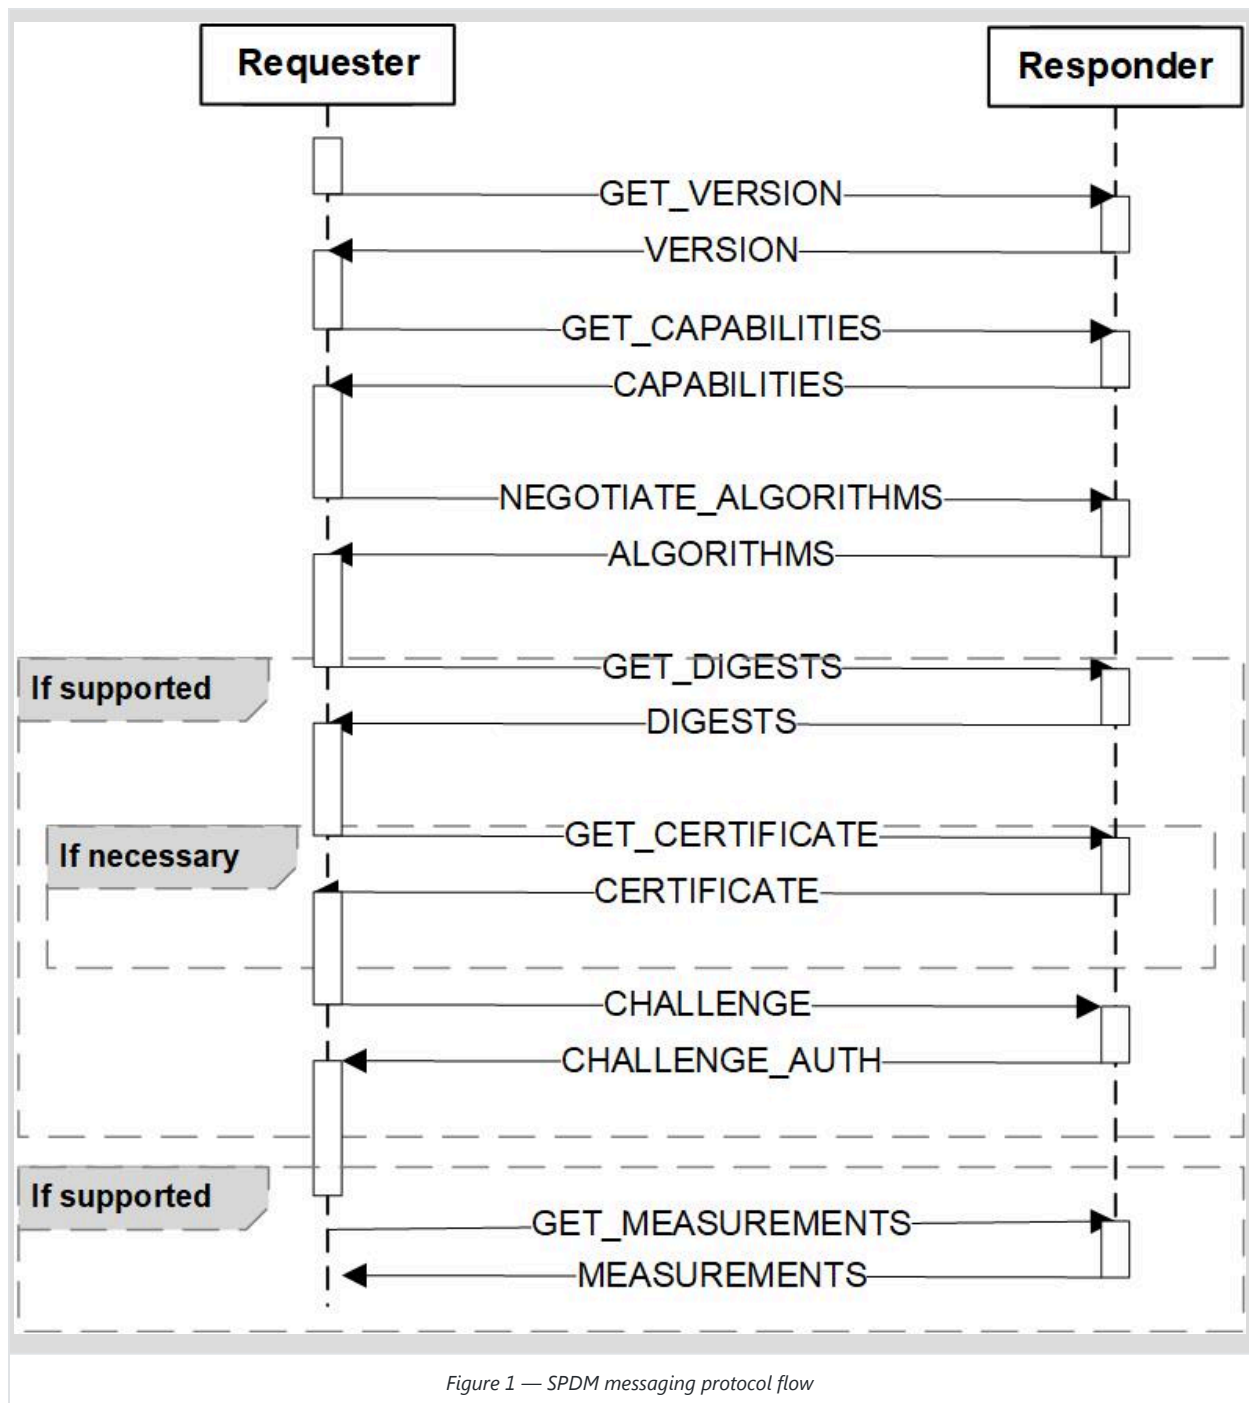 Requester
Responder
GET_VERSION
VERSION
GET_CAPABILITIES
CAPABILITIES
NEGOTIATE_ALGORITHMS
ALGORITHMS
GET_DIGESTS
If supported
DIGESTS
GET_CERTIFICATE
If necessary
CERTIFICATE
CHALLENGE
CHALLENGE_AUTH
If supported
GET_MEASUREMENTS
MEASUREMENTS
Figure 1 — SPDM messaging protocol flow